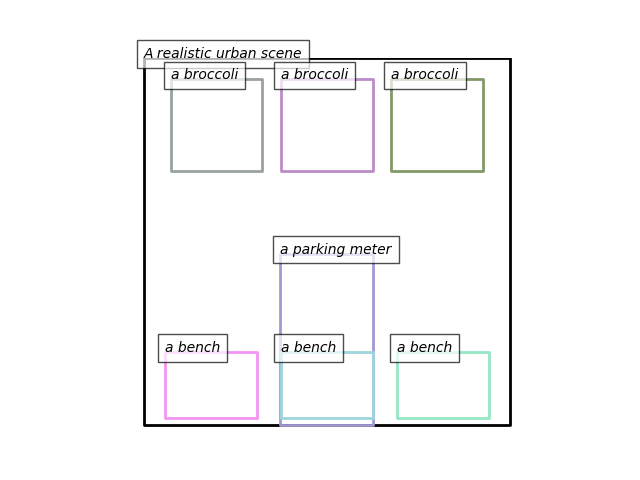 A realistic urban scene
a broccoli
a broccoli
a broccoli
a parking meter
a bench
a bench
a bench